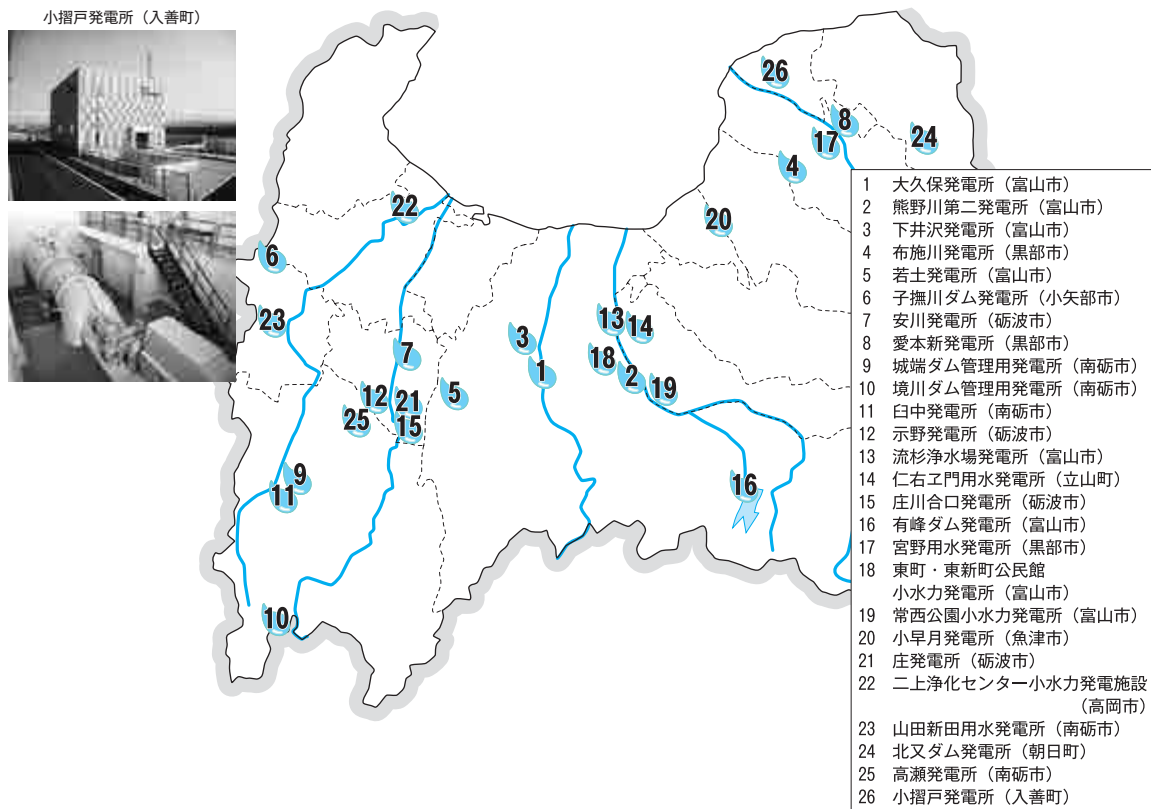 小摺戸発電所（入善町）
26
8
17
24
4
22
20
6
23
13
14
3
7
18
1
2
19
12
21
5
25
15
9
11
16
10
1 大久保発電所（富山市）
2 熊野川第二発電所（富山市）
3 下井沢発電所（富山市）
4 布施川発電所（黒部市）
5 若土発電所（富山市）
6 子撫川ダム発電所（小矢部市）
7 安川発電所（砺波市）
8 愛本新発電所（黒部市）
9 城端ダム管理用発電所（南砺市）
10 境川ダム管理用発電所（南砺市）
11 臼中発電所（南砺市）
12 示野発電所（砺波市）
13 流杉浄水場発電所（富山市）
14 仁右ヱ門用水発電所（立山町）
15 庄川合口発電所（砺波市）
16 有峰ダム発電所（富山市）
17 宮野用水発電所（黒部市）
18 東町・東新町公民館
小水力発電所（富山市）
19 常西公園小水力発電所（富山市）
20 小早月発電所（魚津市）
21 庄発電所（砺波市）
22 二上浄化センター小水力発電施設
（高岡市）
23 山田新田用水発電所（南砺市）
24 北又ダム発電所（朝日町）
25 高瀬発電所（南砺市）
26 小摺戸発電所（入善町）